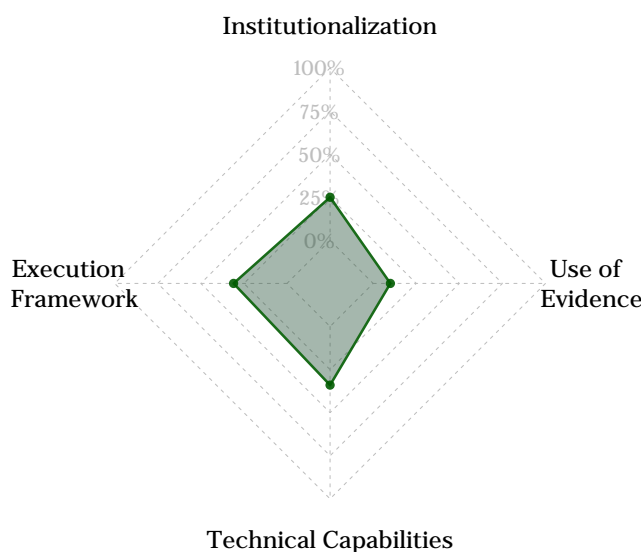 Institutionalization
100%
75%
50%
25%
0%
Execution
Framework
Use of
Evidence
Technical Capabilities